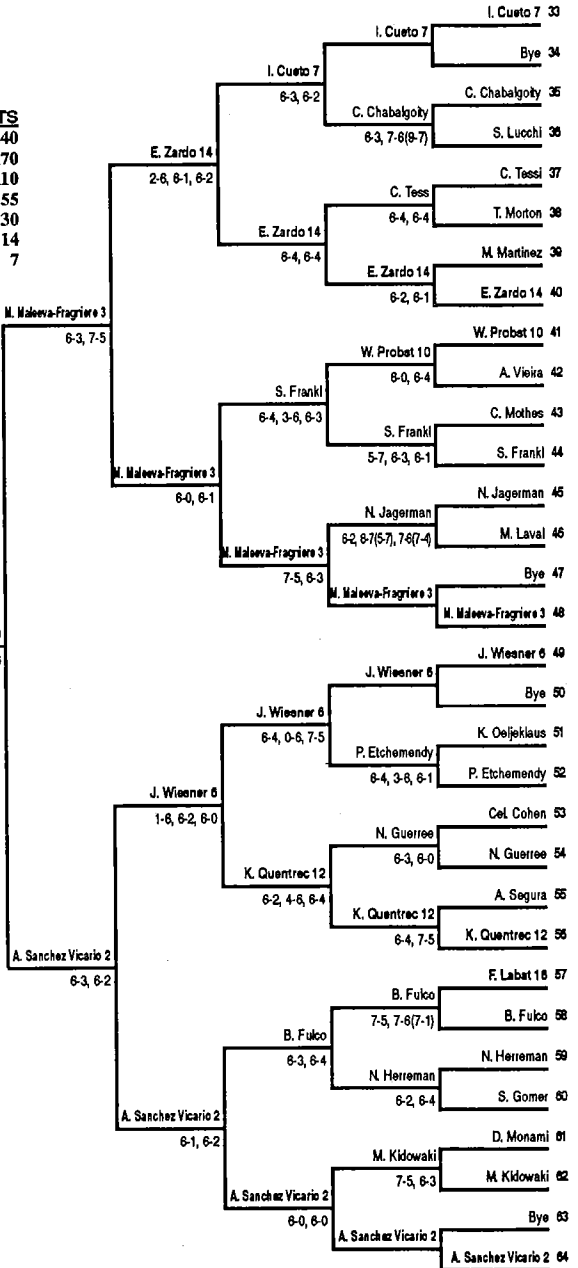 TS
40
70
10
55
30
14
7
I. Cueto 7 33
Bye 34
C. Chabalgoity 35
S. Lucchi 36
C. Tessi 37
T. Morton 38
M. Martinez 39
E. Zardo 14 40
W. Probst 10 41
A. Vieira 42
C. Mothes 43
S. Frankl 44
N. Jagerman 45
M. Laval 46
Bye 47
M. Maleeva-Fragniere 3 48
J. Wiesner 6 49
Bye 50
K. Oeljeklaus 51
P. Etchemendy 52
Cel. Cohen 53
N. Guerree 54
A. Segura 55
K. Quentrec 12 56
F. Labat 16 57
B. Fulco 58
N. Herreman 59
S. Gomer 60
D. Monami 61
M. Kidowaki 62
Bye 63
A. Sanchez Vicario 2 64
I. Cueto 7
C. Chabalgoity
6-3, 7-6(9-7)
C. Tess
6-4, 6-4
E. Zardo 14
6-2, 6-1
W. Probst 10
6-0, 6-4
S. Frankl
5-7, 6-3, 6-1
N. Jagerman
6-2, 6-7(5-7), 7-6(7-4)
M. Maleeva-Fragniere 3
J. Wiesner 6
P. Etchemendy
6-4, 3-6, 6-1
N. Guerree
6-3, 6-0
K. Quentrec 12
6-4, 7-5
B. Fulco
7-5, 7-6(7-1)
N. Herreman
6-2, 6-4
M. Kidowaki
7-5, 6-3
A. Sanchez Vicario 2
I. Cueto 7
6-3, 6-2
E. Zardo 14
6-4, 6-4
S. Frankl
6-4, 3-6, 6-3
M. Maleeva-Fragniere 3
7-5, 6-3
J. Wiesner 6
6-4, 0-6, 7-5
K. Quentrec 12
6-2, 4-6, 6-4
B. Fulco
6-3, 6-4
A. Sanchez Vicario 2
6-0, 6-0
E. Zardo 14
2-6, 6-1, 6-2
M. Maleeva-Fragniere 3
6-0, 6-1
J. Wiesner 6
1-6, 6-2, 6-0
A. Sanchez Vicario 2
6-1, 6-2
M. Maleeva-Fragniere 3
6-3, 7-5
A. Sanchez Vicario 2
6-3, 6-2